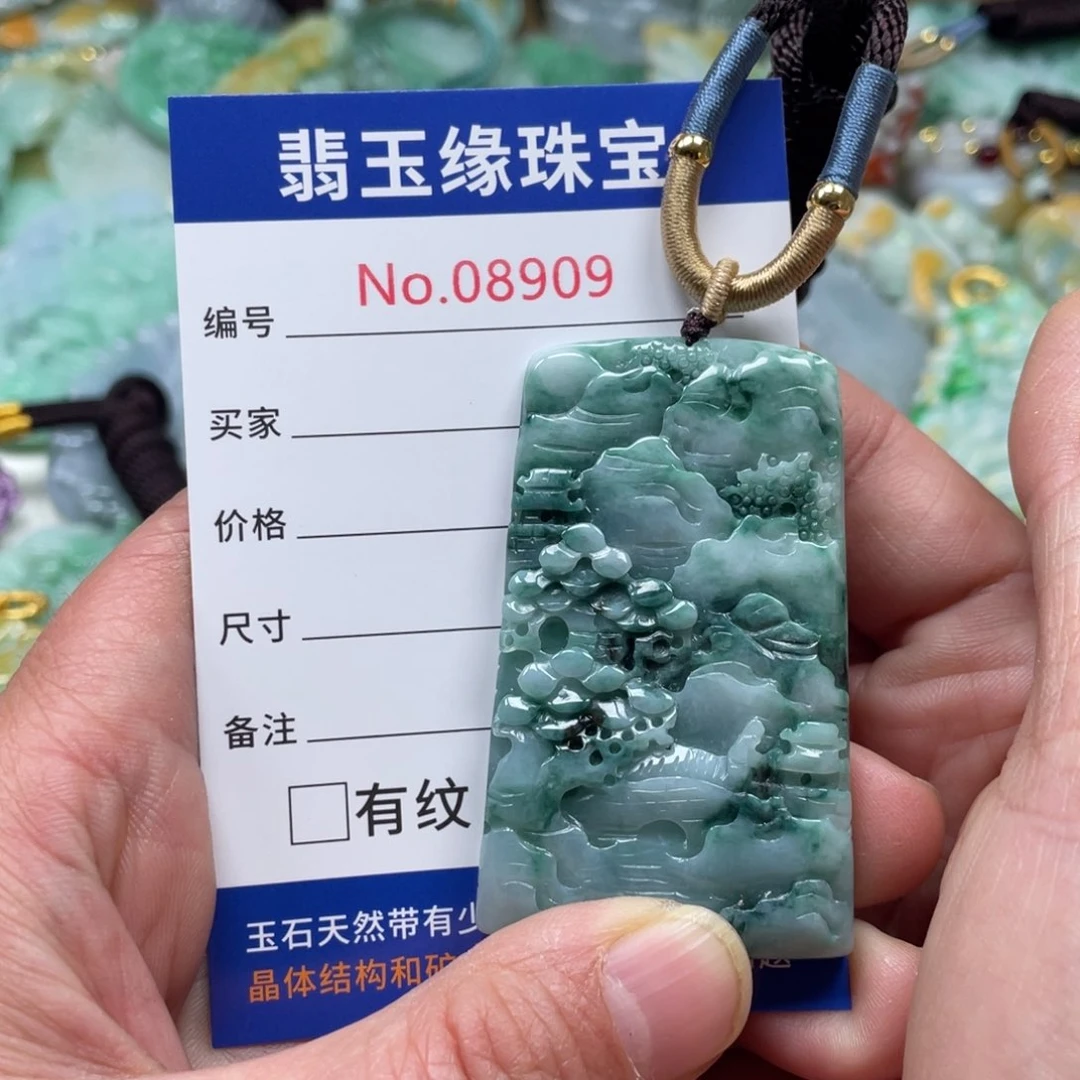 翡玉缘珠宝
No.08909
编号
买家
价格
尺寸
备注
有纹
玉石天然带有少
晶体结构和矿